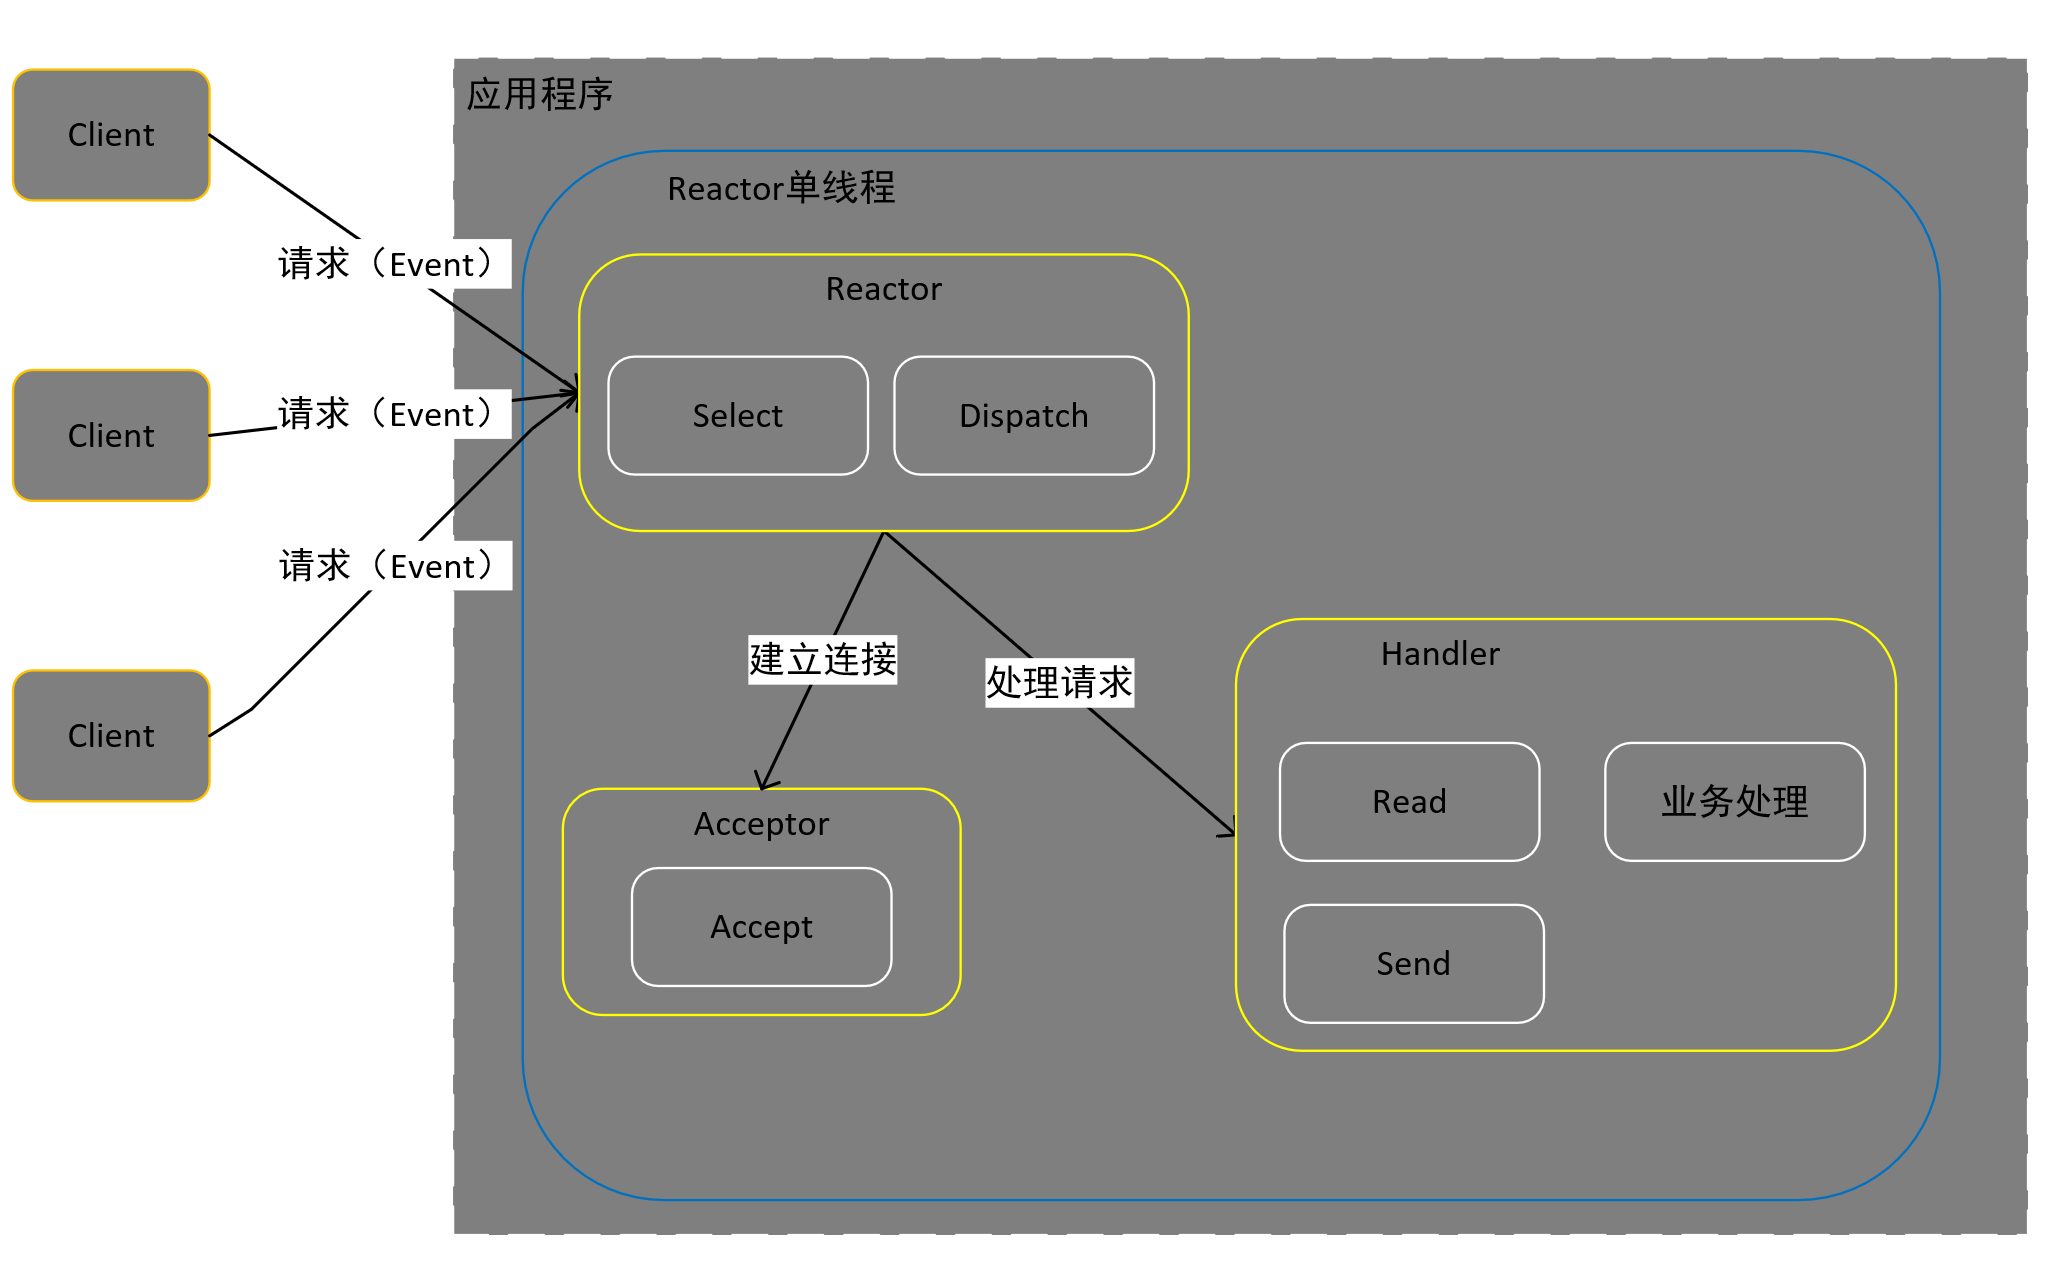 应用程序
Client
Reactor单线程
请求（Event）
Reactor
Client
请求（Event）
Select
Dispatch
请求（Event）
建立连接
处理请求
Handler
Client
Acceptor
Read
业务处理
Accept
Send